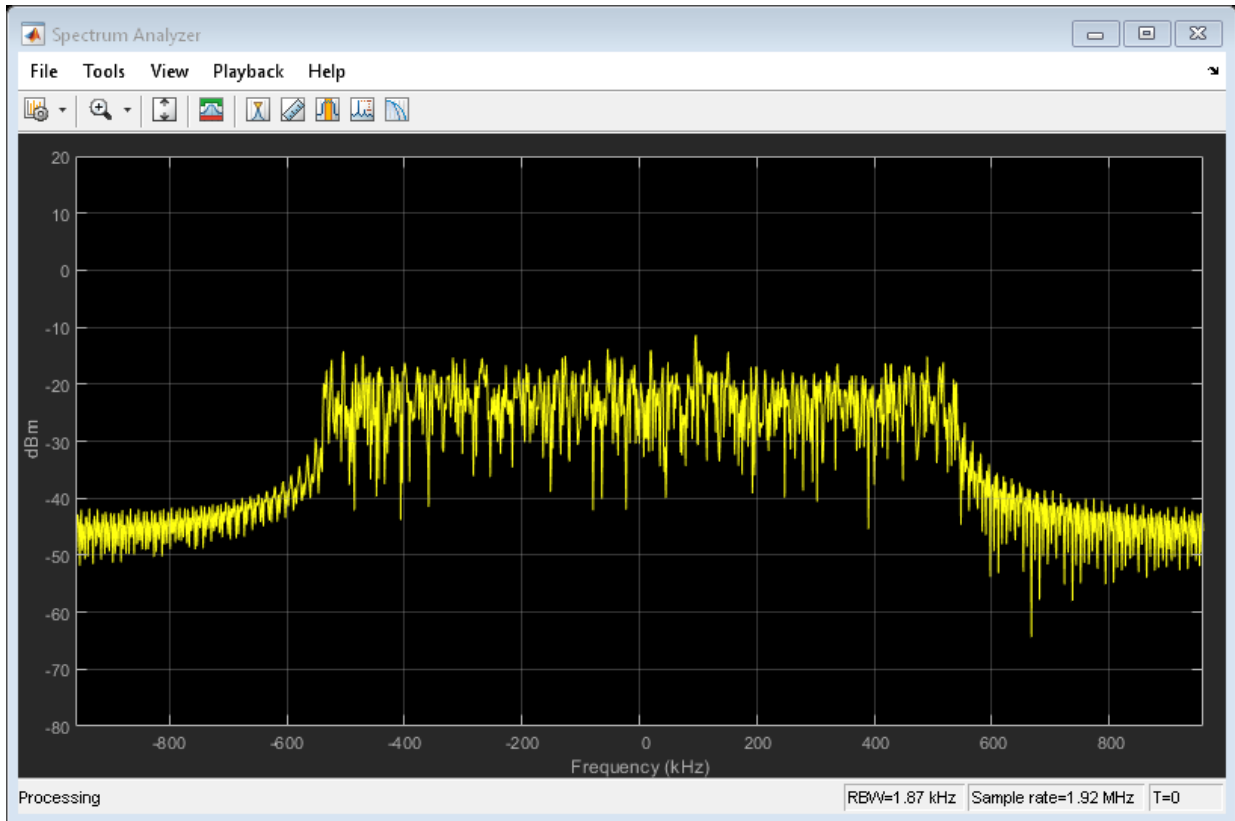 Spectrum Analyzer
File Tools View Playback Help
20
10
0
-10
-20
-30
-40
-50
-60
-70
-80
dBm
-800 -600 -400 -200 0 200 400 600 800
Frequency (kHz)
Processing RBW=1.87 kHz Sample rate=1.92 MHz T=0